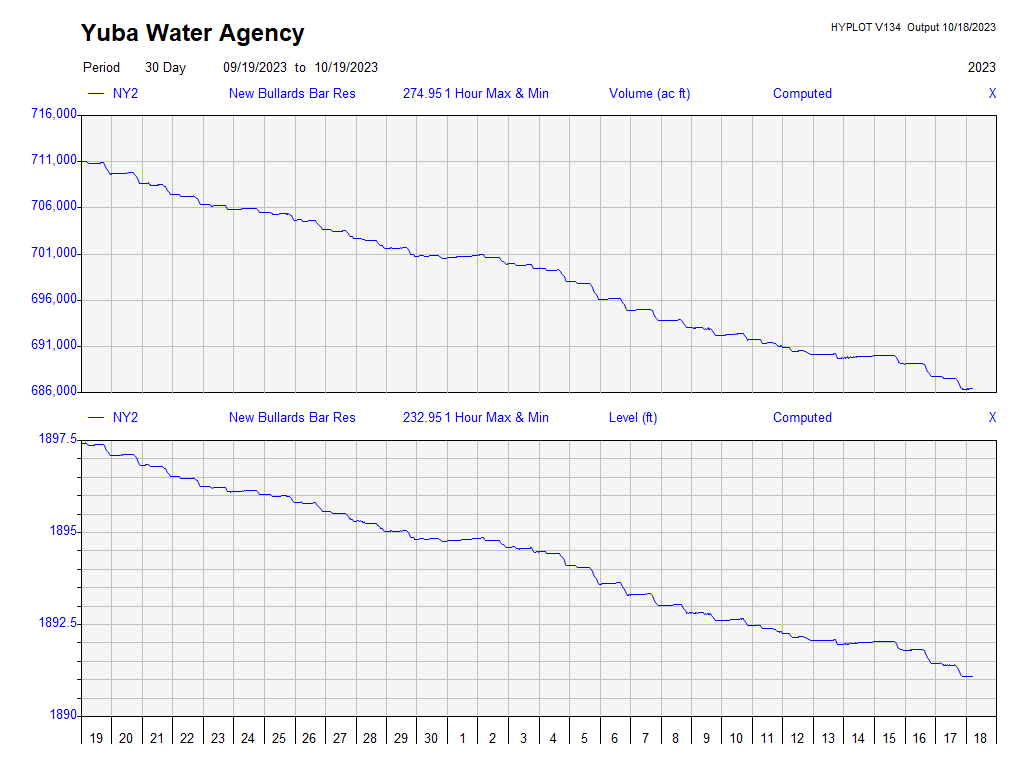 Yuba Water Agency
HYPLOT V134 Output 10/18/2023
Period 30 Day 09/19/2023 to 10/19/2023 2023
NY2 New Bullards Bar Res 274.95 1 Hour Max & Min Volume (ac ft) Computed X
716,000
711,000
706,000
701,000
696,000
691,000
686,000
NY2 New Bullards Bar Res 232.95 1 Hour Max & Min Level (ft) Computed X
1897.5
1895
1892.5
1890
19 20 21 22 23 24 25 26 27 28 29 30 1 2 3 4 5 6 7 8 9 10 11 12 13 14 15 16 17 18